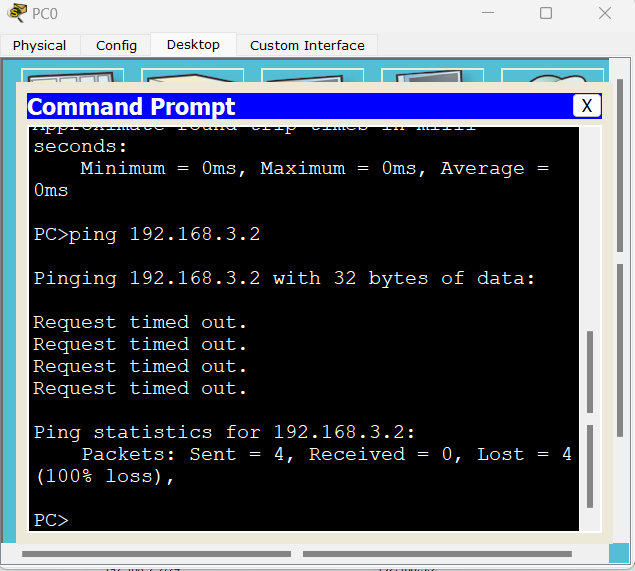 PC0
Physical Config Desktop Custom Interface
Command Prompt X
Approximate round trip times in milli
seconds:
Minimum = 0ms, Maximum = 0ms, Average =
0ms
PC>ping 192.168.3.2
Pinging 192.168.3.2 with 32 bytes of data:
Request timed out.
Request timed out.
Request timed out.
Request timed out.
Ping statistics for 192.168.3.2:
Packets: Sent = 4, Received = 0, Lost = 4
(100% loss),
PC>